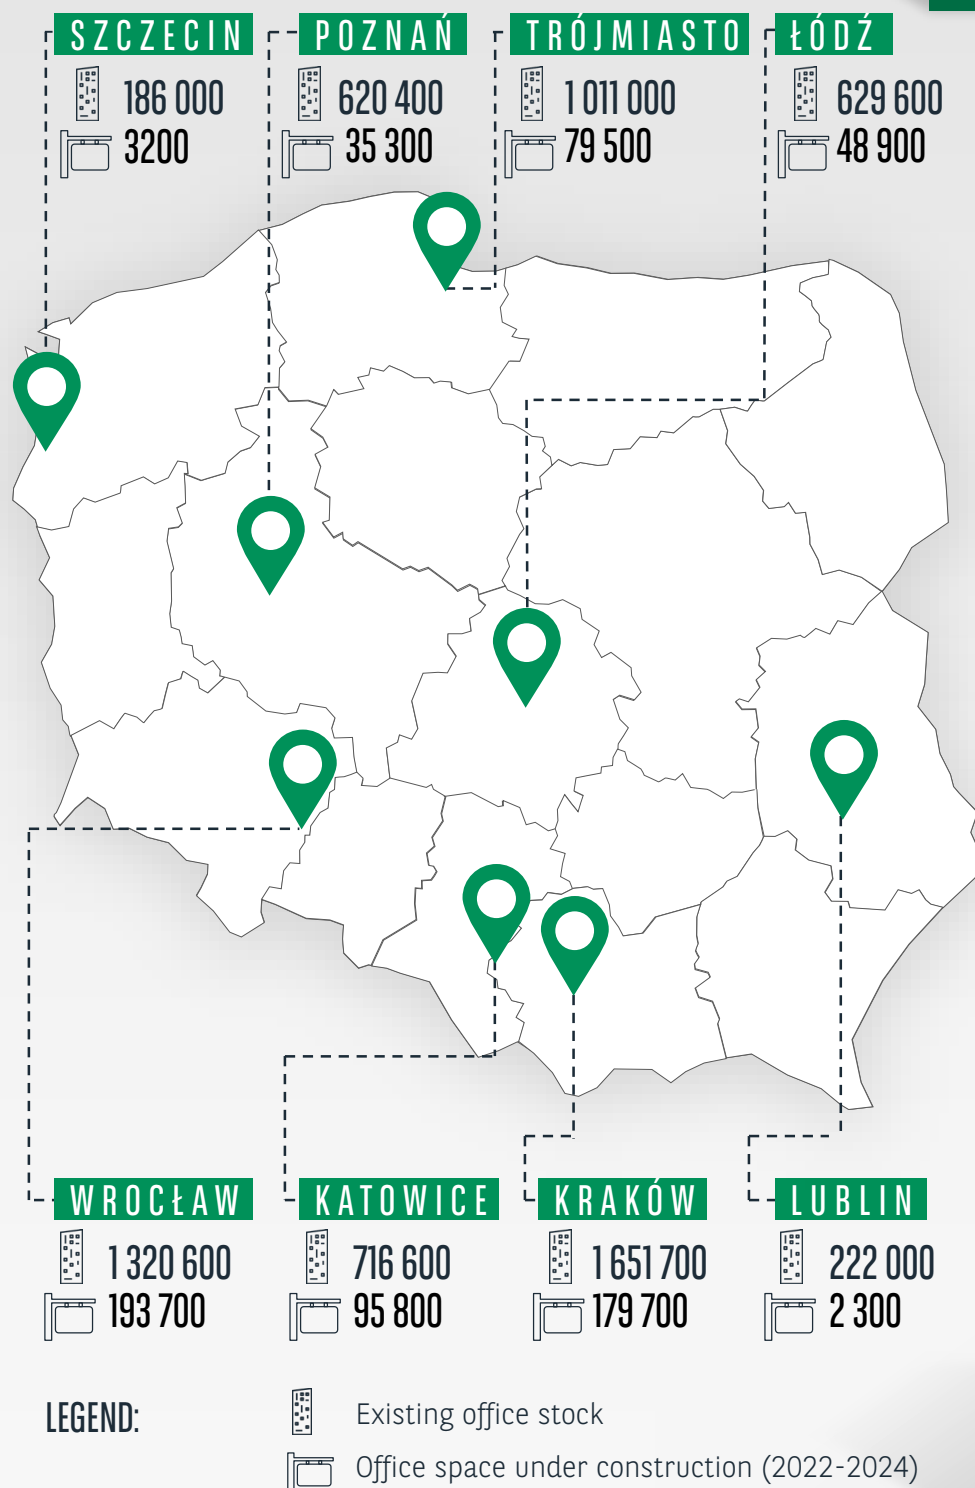 SZCZECIN
186 000
3200
POZNAŃ
620 400
35 300
TRÓJMIASTO
1 011 000
79 500
ŁÓDŹ
629 600
48 900
WROCŁAW
1 320 600
193 700
KATOWICE
716 600
95 800
KRAKÓW
1 651 700
179 700
LUBLIN
222 000
2 300
LEGEND:
Existing office stock
Office space under construction (2022-2024)